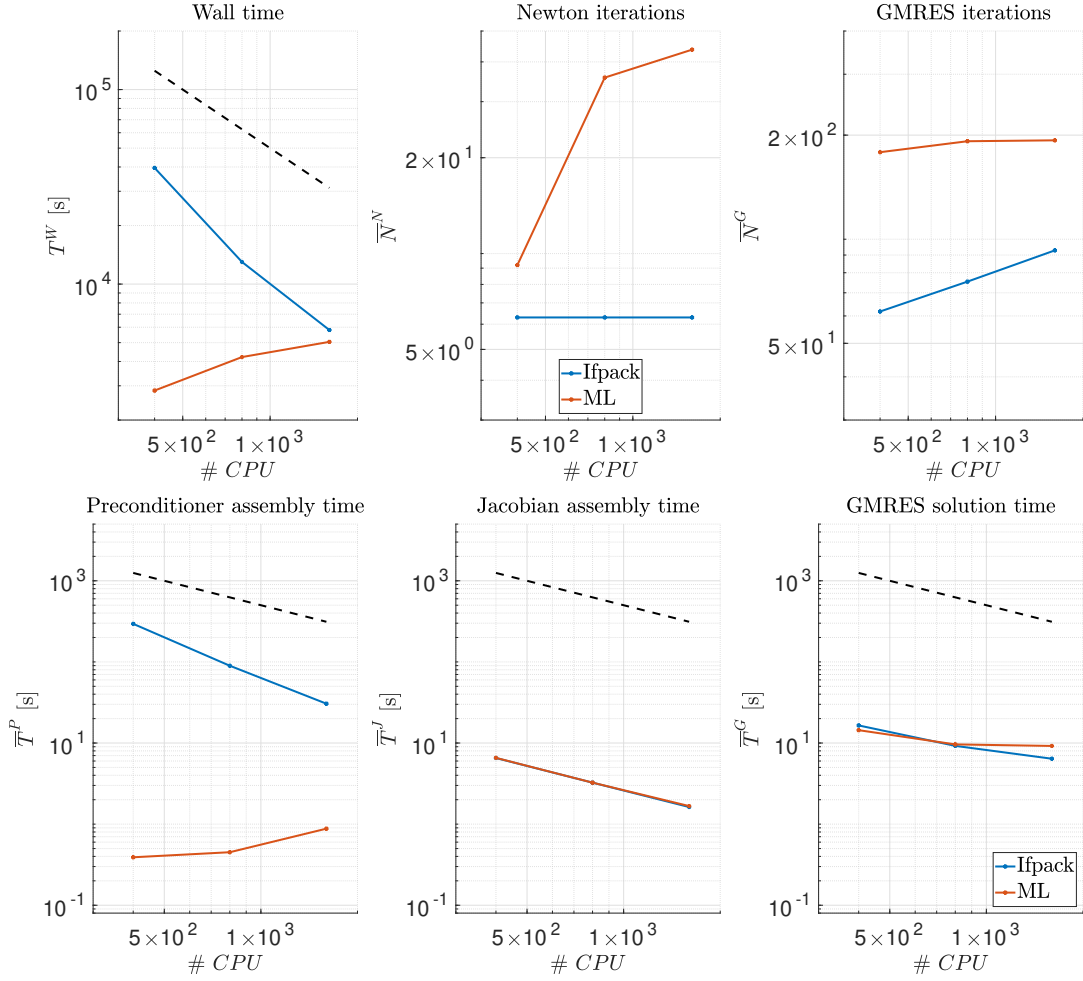 Wall time
10^5
10^4
T^W [s]
5×10^2 1×10^3
# CPU
Newton iterations
2×10^1
5×10^0
N̅^N
Ifpack
ML
5×10^2 1×10^3
# CPU
GMRES iterations
2×10^2
5×10^1
N̅^G
5×10^2 1×10^3
# CPU
Preconditioner assembly time
10^3
10^1
10^-1
T̅^P [s]
5×10^2 1×10^3
# CPU
Jacobian assembly time
10^3
10^1
10^-1
T̅^J [s]
5×10^2 1×10^3
# CPU
GMRES solution time
10^3
10^1
10^-1
T̅^G [s]
Ifpack
ML
5×10^2 1×10^3
# CPU